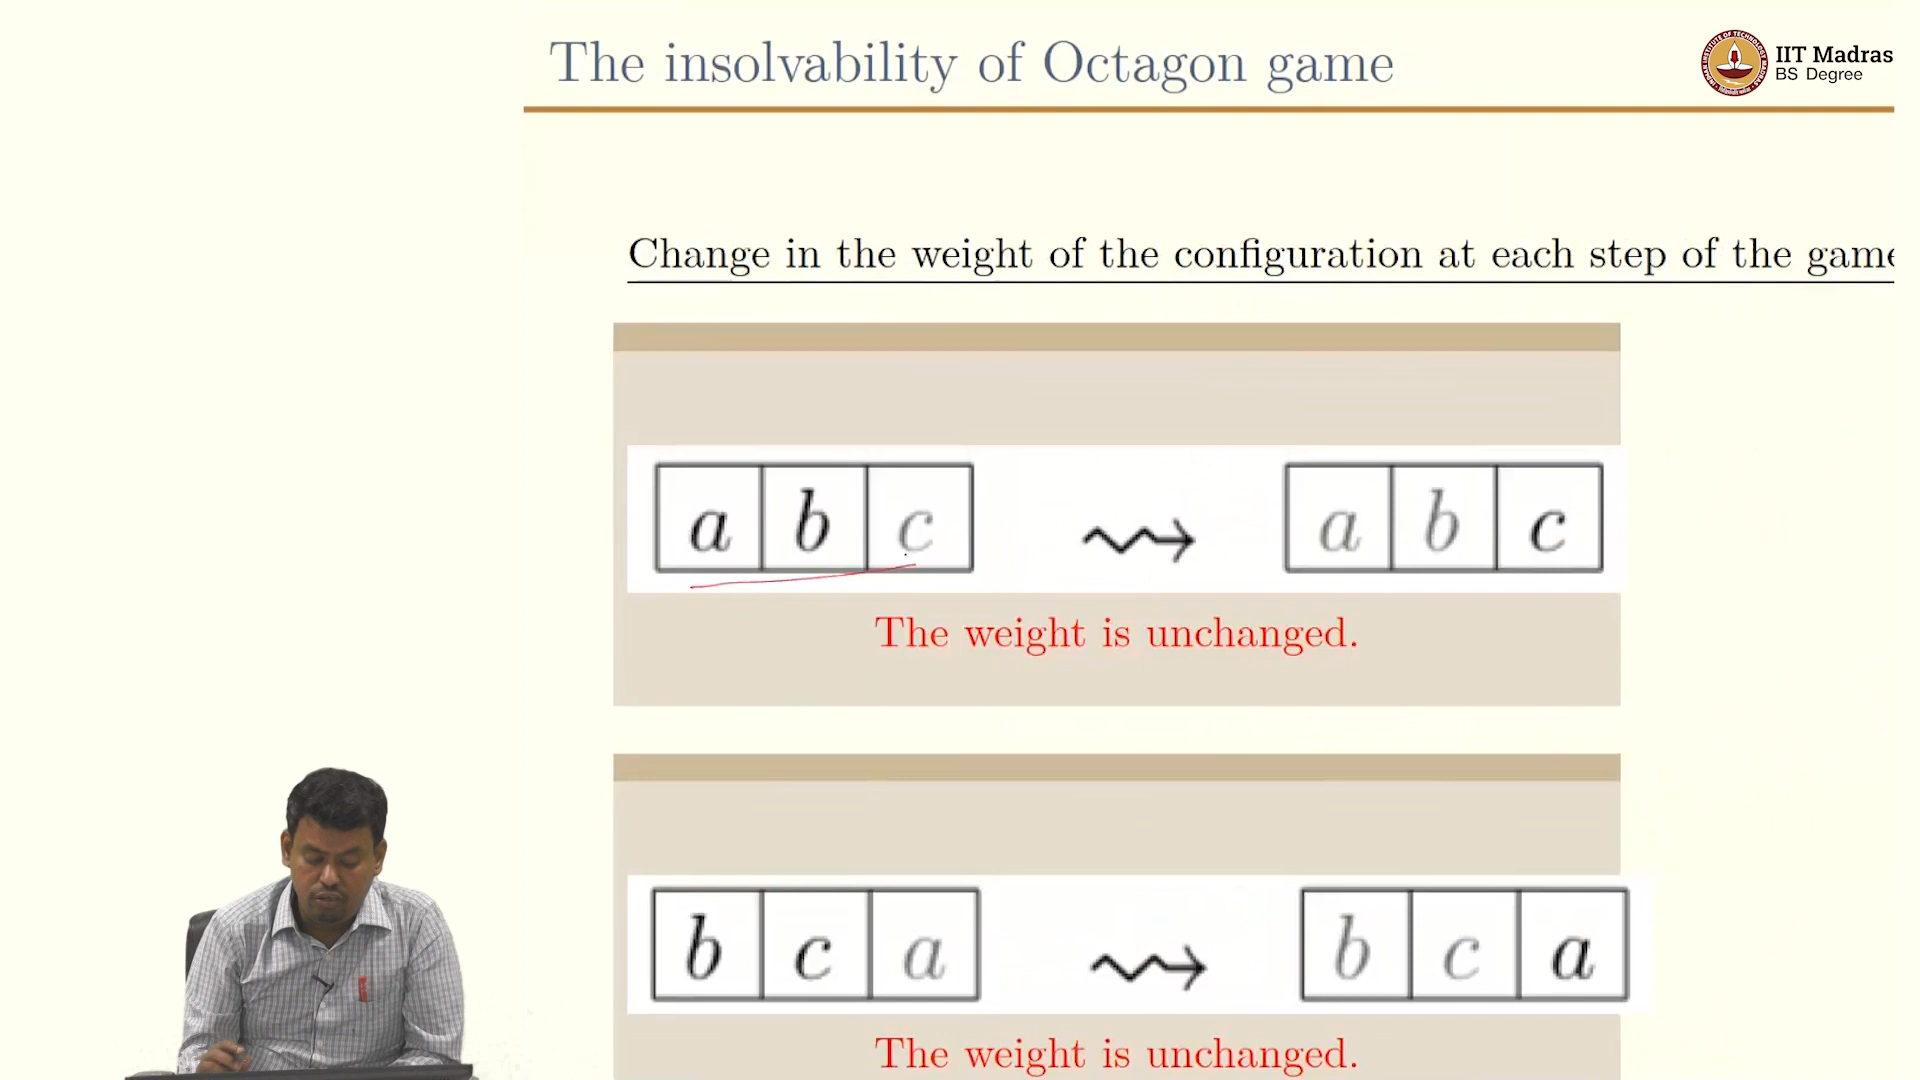 The insolvability of Octagon game
IIT Madras
BS Degree
Change in the weight of the configuration at each step of the game
a b c ⇝ a b c
The weight is unchanged.
b c a ⇝ b c a
The weight is unchanged.